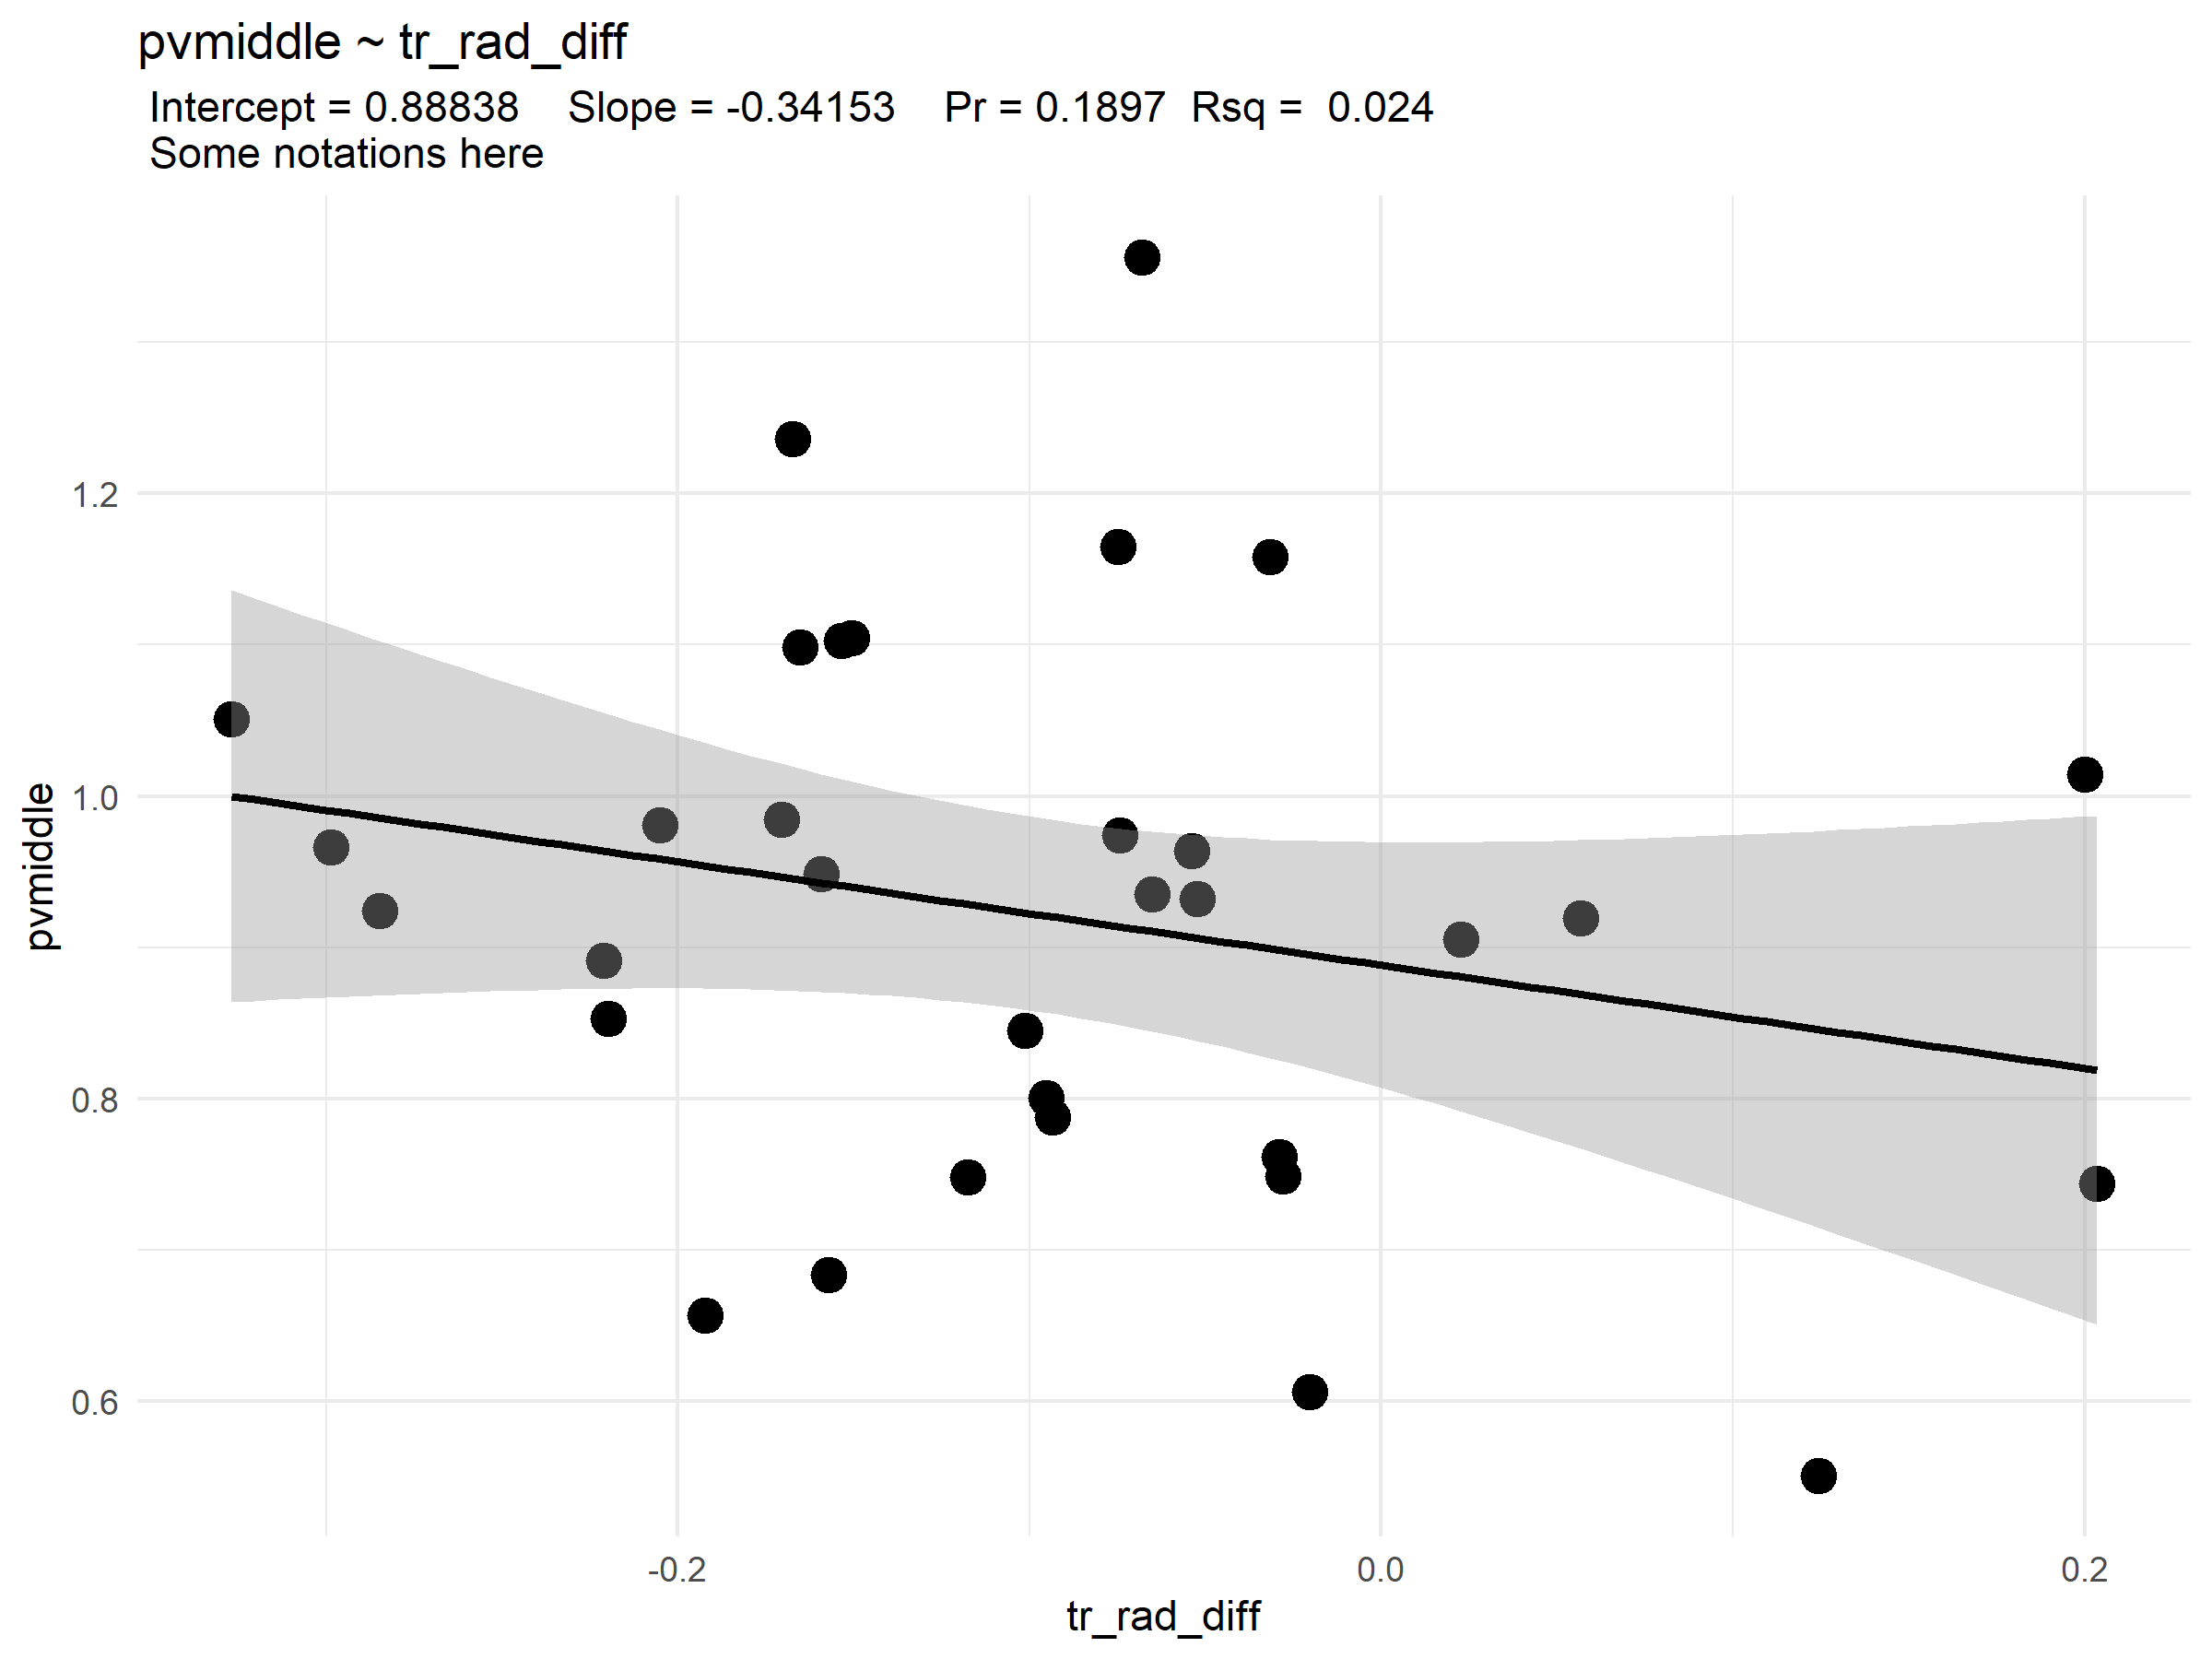 pvmiddle ~ tr_rad_diff
Intercept = 0.88838 Slope = -0.34153 Pr = 0.1897 Rsq = 0.024
Some notations here
pvmiddle
1.2
1.0
0.8
0.6
-0.2 0.0 0.2
tr_rad_diff